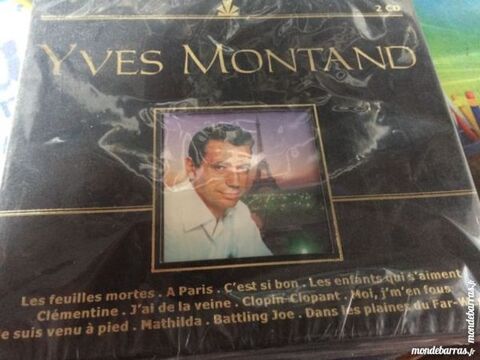 2 CD
YVES MONTAND
Les feuilles mortes . A Paris . C'est si bon . Les enfants qui s'aiment
Clémentine . J'ai de la veine . Clopin-Clopant . Moi, j'm'en fous
e suis venu à pied . Mathilda . Battling Joe . Dans les plaines du Far-W
mondebarras.fr
mondebarras.fr